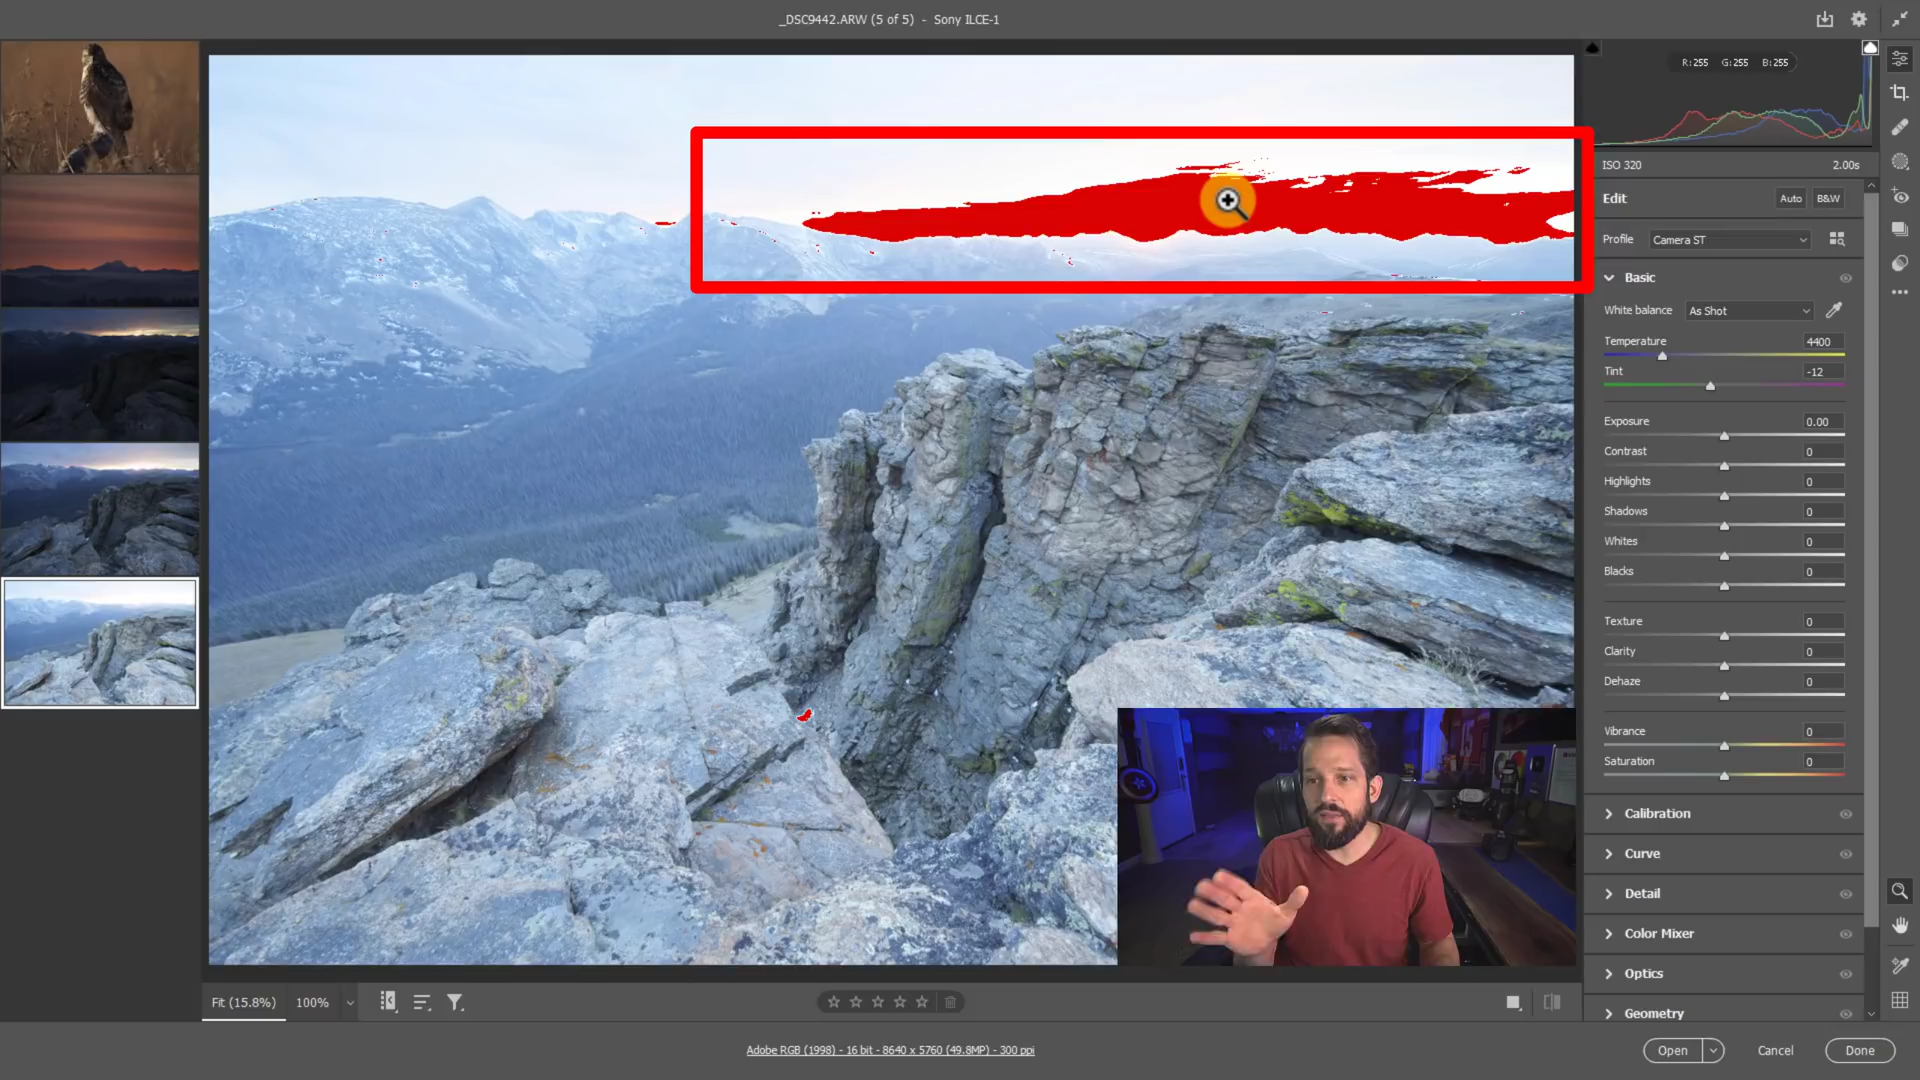 _DSC9442.ARW (5 of 5) - Sony ILCE-1
R:255 G:255 B:255
ISO 320 2.00s
Edit Auto B&W
Profile Camera ST
Basic
White balance As Shot
Temperature 4400
Tint -12
Exposure 0.00
Contrast 0
Highlights 0
Shadows 0
Whites 0
Blacks 0
Texture 0
Clarity 0
Dehaze 0
Vibrance 0
Saturation 0
Calibration
Curve
Detail
Color Mixer
Optics
Geometry
Fit (15.8%) 100%
Adobe RGB (1998) - 16 bit - 8640 x 5760 (49.8MP) - 300 ppi
Open Cancel Done